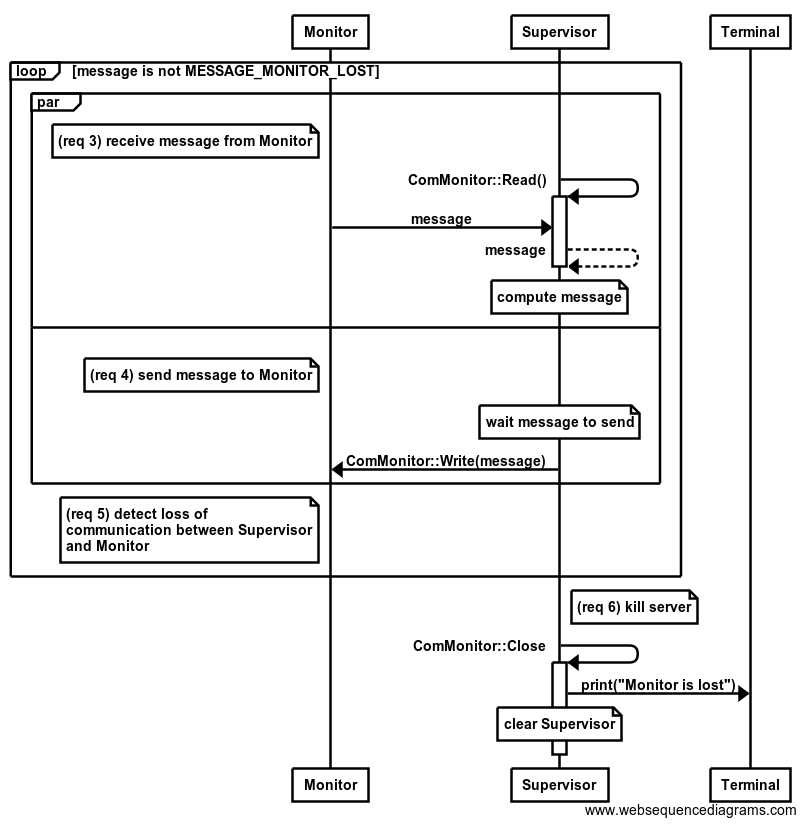 Monitor
Supervisor
Terminal
loop
[message is not MESSAGE_MONITOR_LOST]
par
(req 3) receive message from Monitor
ComMonitor::Read()
message
message
compute message
(req 4) send message to Monitor
wait message to send
ComMonitor::Write(message)
(req 5) detect loss of
communication between Supervisor
and Monitor
(req 6) kill server
ComMonitor::Close
print("Monitor is lost")
clear Supervisor
Monitor
Supervisor
Terminal
www.websequencediagrams.com